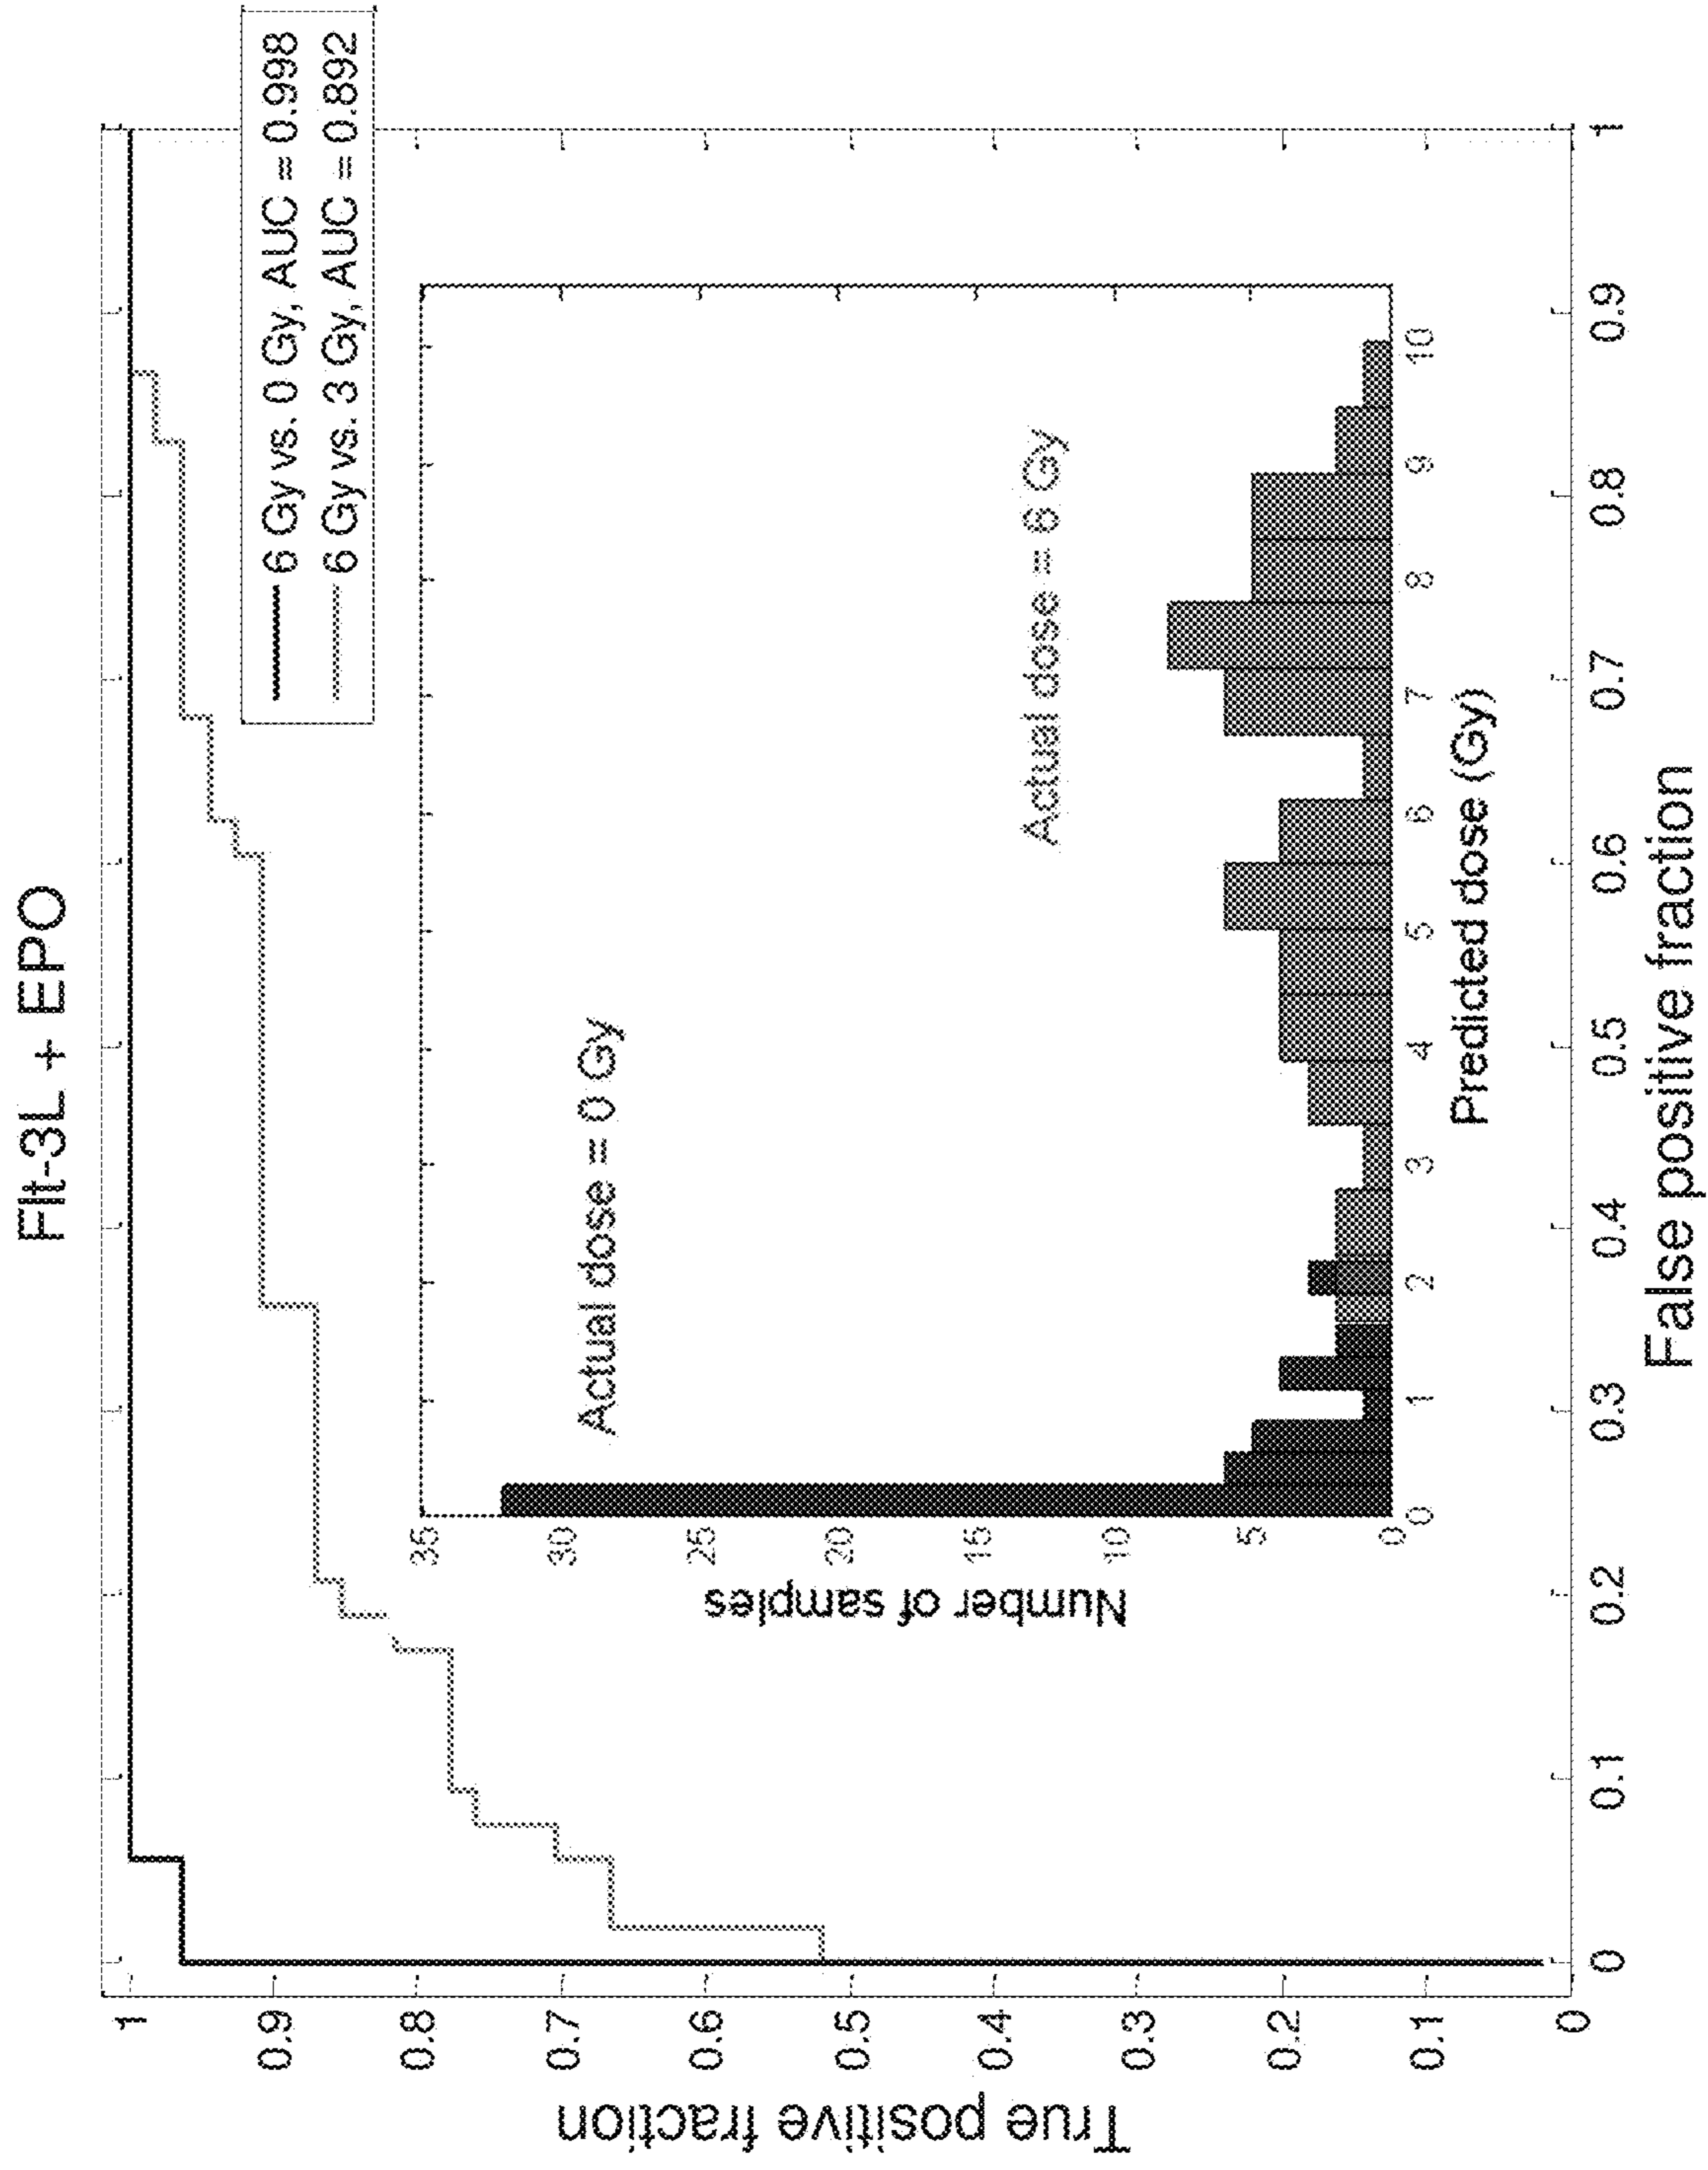 Flt-3L + EPO
6 Gy vs. 0 Gy, AUC = 0.998
6 Gy vs. 3 Gy, AUC = 0.892
True positive fraction
1
0.9
0.8
0.7
0.6
0.5
0.4
0.3
0.2
0.1
0
Number of samples
35
30
25
20
15
10
5
0
Actual dose = 0 Gy
Actual dose = 6 Gy
0 1 2 3 4 5 6 7 8 9 10
Predicted dose (Gy)
0 0.1 0.2 0.3 0.4 0.5 0.6 0.7 0.8 0.9 1
False positive fraction